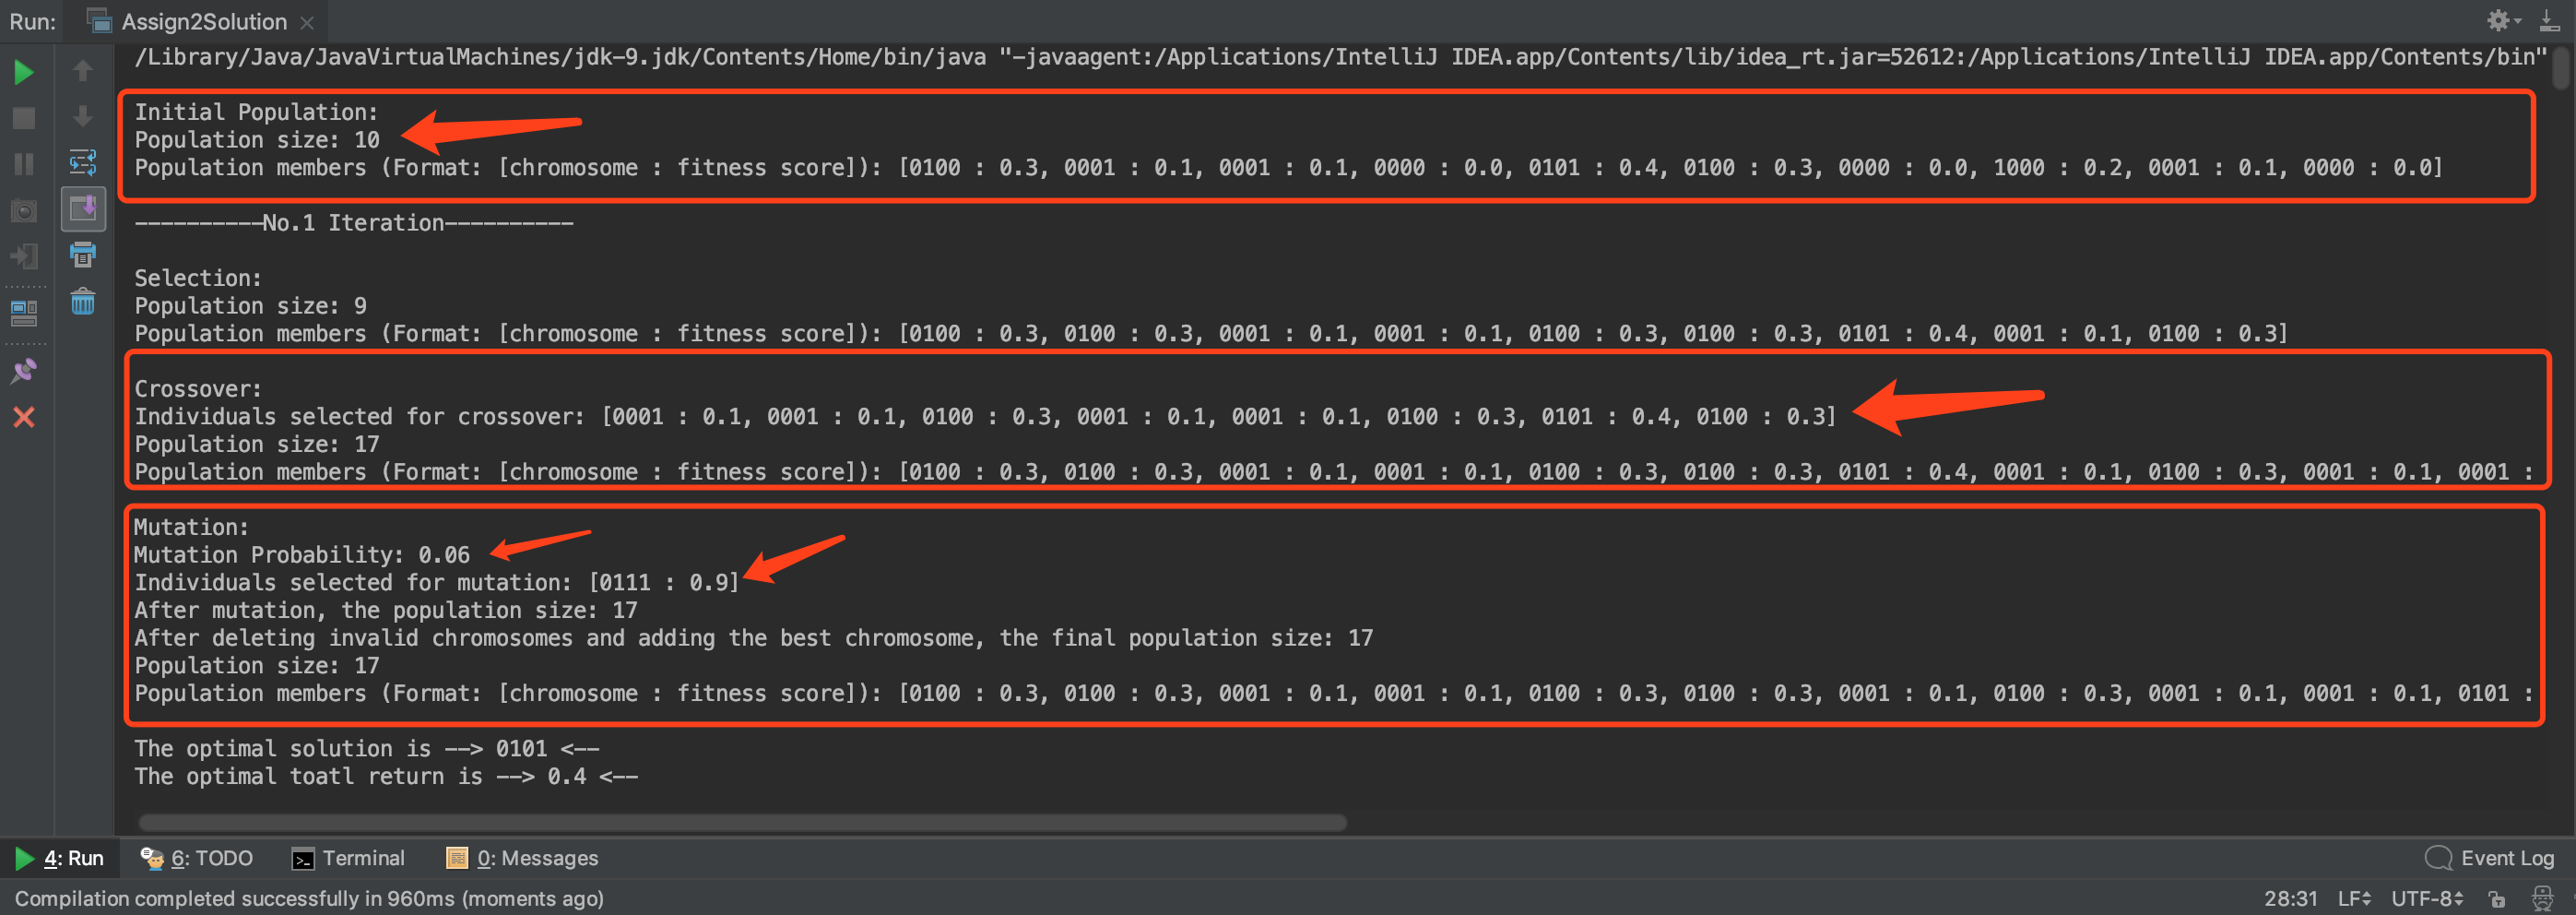 Run: Assign2Solution
/Library/Java/JavaVirtualMachines/jdk-9.jdk/Contents/Home/bin/java "-javaagent:/Applications/IntelliJ IDEA.app/Contents/lib/idea_rt.jar=52612:/Applications/IntelliJ IDEA.app/Contents/bin"
Initial Population:
Population size: 10
Population members (Format: [chromosome : fitness score]): [0100 : 0.3, 0001 : 0.1, 0001 : 0.1, 0000 : 0.0, 0101 : 0.4, 0100 : 0.3, 0000 : 0.0, 1000 : 0.2, 0001 : 0.1, 0000 : 0.0]
----------No.1 Iteration----------
Selection:
Population size: 9
Population members (Format: [chromosome : fitness score]): [0100 : 0.3, 0100 : 0.3, 0001 : 0.1, 0001 : 0.1, 0100 : 0.3, 0100 : 0.3, 0101 : 0.4, 0001 : 0.1, 0100 : 0.3]
Crossover:
Individuals selected for crossover: [0001 : 0.1, 0001 : 0.1, 0100 : 0.3, 0001 : 0.1, 0001 : 0.1, 0100 : 0.3, 0101 : 0.4, 0100 : 0.3]
Population size: 17
Population members (Format: [chromosome : fitness score]): [0100 : 0.3, 0100 : 0.3, 0001 : 0.1, 0001 : 0.1, 0100 : 0.3, 0100 : 0.3, 0101 : 0.4, 0001 : 0.1, 0100 : 0.3, 0001 : 0.1, 0001 :
Mutation:
Mutation Probability: 0.06
Individuals selected for mutation: [0111 : 0.9]
After mutation, the population size: 17
After deleting invalid chromosomes and adding the best chromosome, the final population size: 17
Population size: 17
Population members (Format: [chromosome : fitness score]): [0100 : 0.3, 0100 : 0.3, 0001 : 0.1, 0001 : 0.1, 0100 : 0.3, 0100 : 0.3, 0001 : 0.1, 0100 : 0.3, 0001 : 0.1, 0001 : 0.1, 0101 :
The optimal solution is --> 0101 <--
The optimal toatl return is --> 0.4 <--
4: Run 6: TODO Terminal 0: Messages Event Log
Compilation completed successfully in 960ms (moments ago) 28:31 LF UTF-8